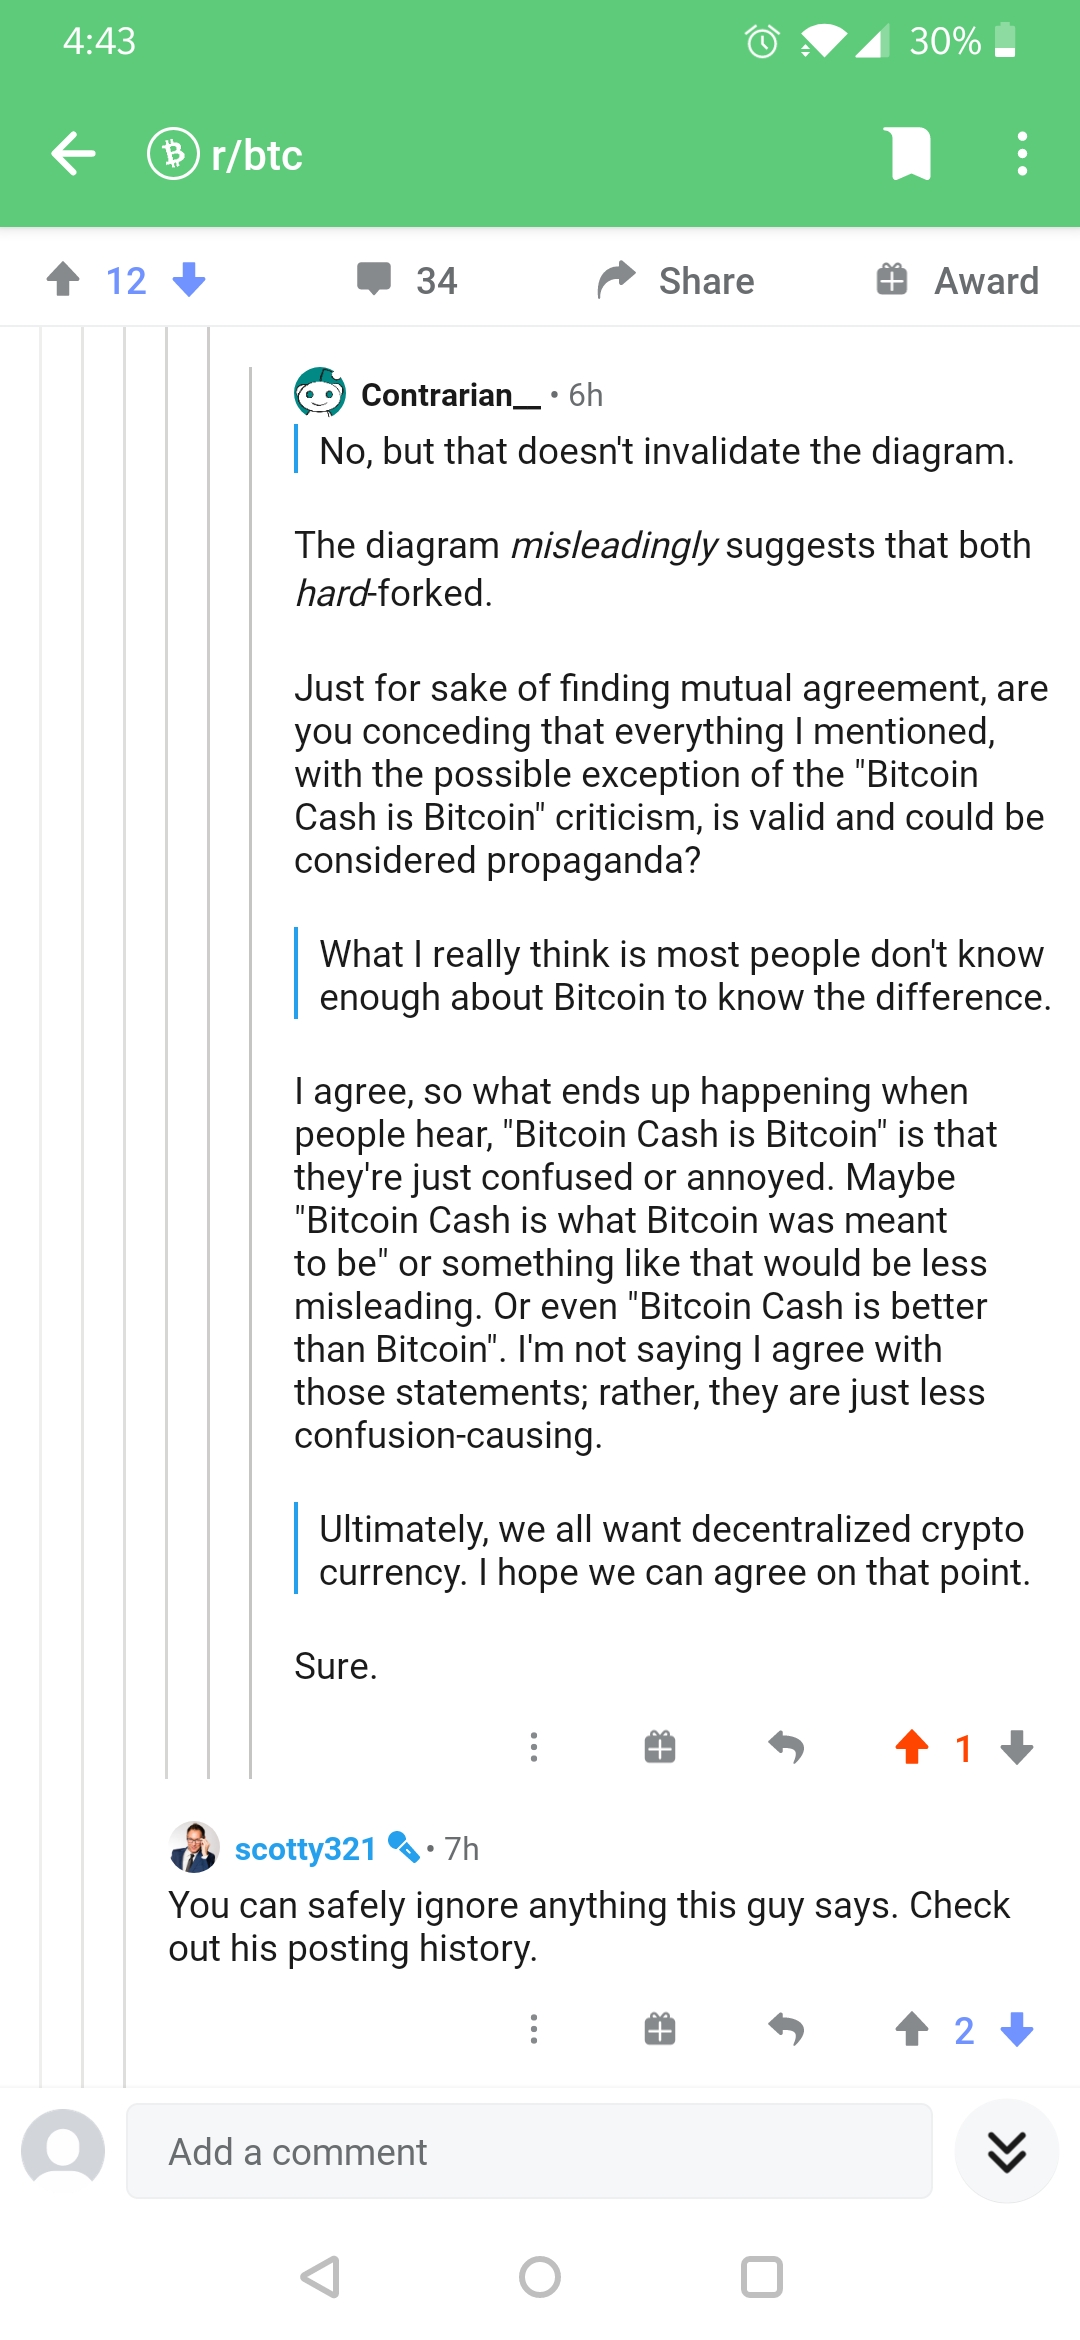 4:43
30%
r/btc
12
34
Share
Award
Contrarian__ • 6h
No, but that doesn't invalidate the diagram.
The diagram misleadingly suggests that both
hard-forked.
Just for sake of finding mutual agreement, are
you conceding that everything I mentioned,
with the possible exception of the "Bitcoin
Cash is Bitcoin" criticism, is valid and could be
considered propaganda?
What I really think is most people don't know
enough about Bitcoin to know the difference.
I agree, so what ends up happening when
people hear, "Bitcoin Cash is Bitcoin" is that
they're just confused or annoyed. Maybe
"Bitcoin Cash is what Bitcoin was meant
to be" or something like that would be less
misleading. Or even "Bitcoin Cash is better
than Bitcoin". I'm not saying I agree with
those statements; rather, they are just less
confusion-causing.
Ultimately, we all want decentralized crypto
currency. I hope we can agree on that point.
Sure.
1
scotty321 • 7h
You can safely ignore anything this guy says. Check
out his posting history.
2
Add a comment